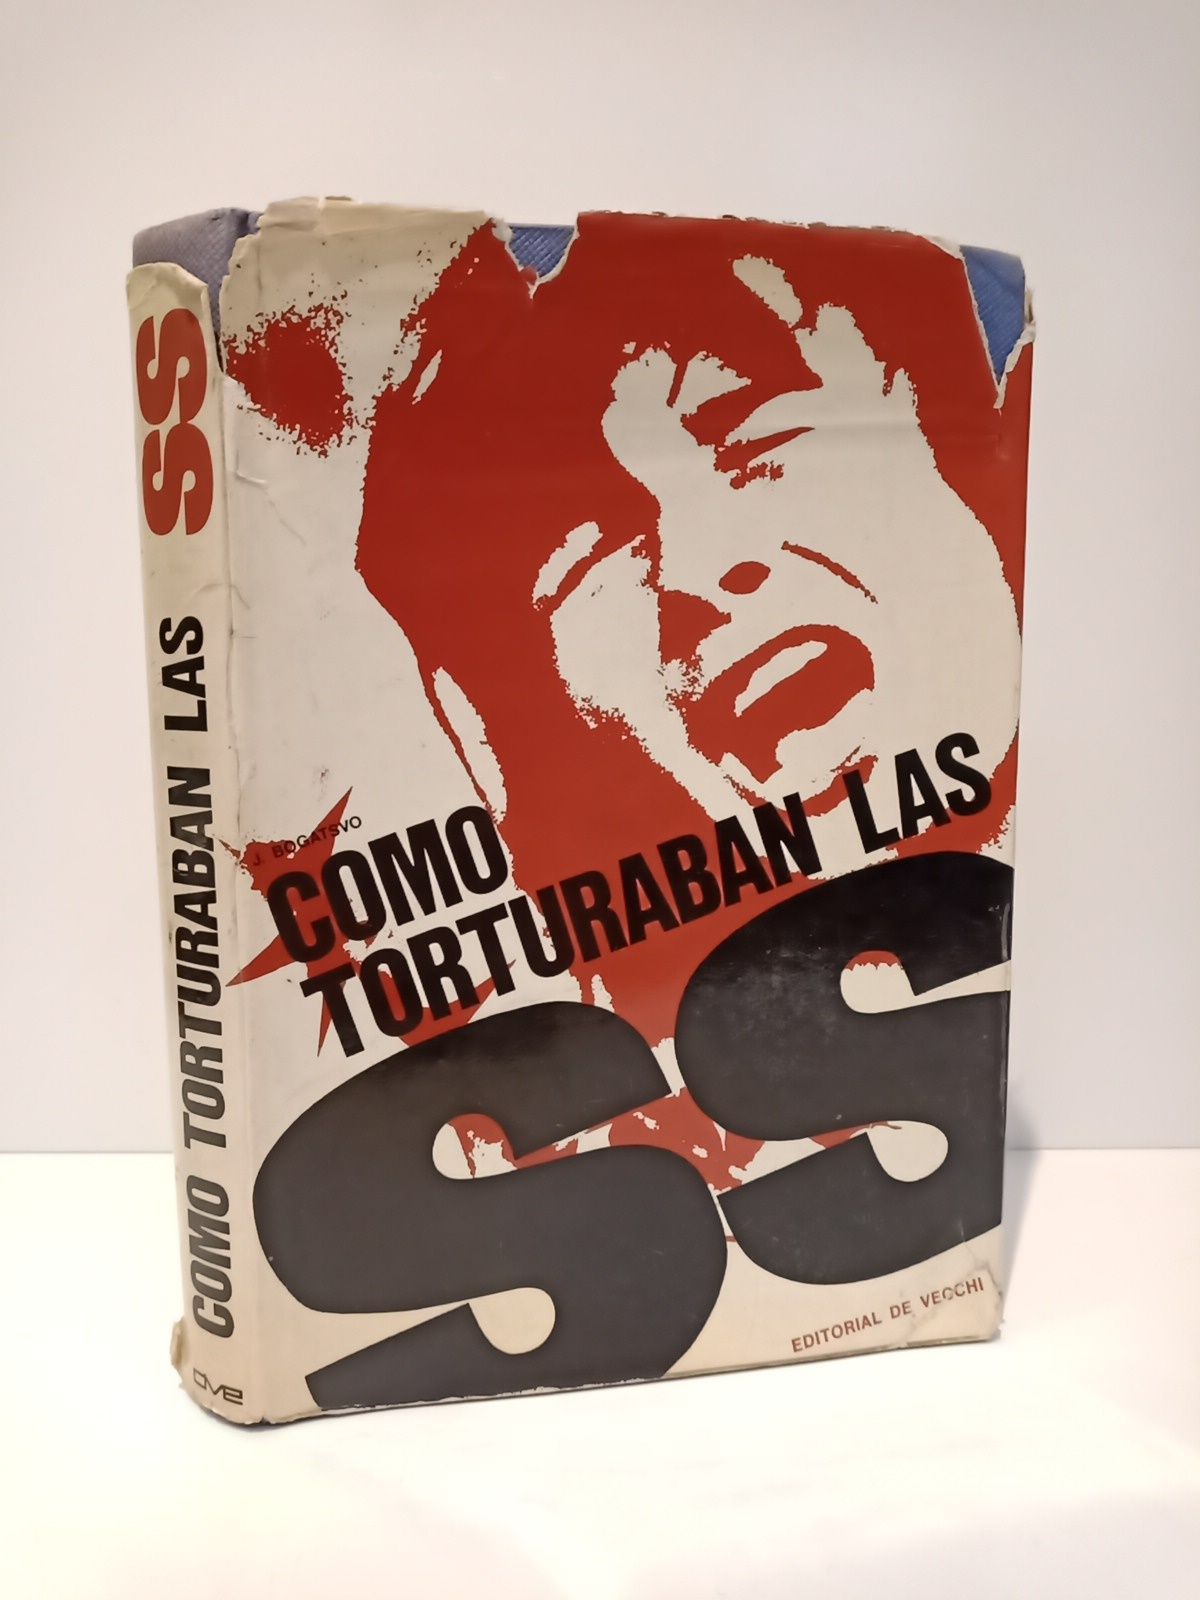 SS
COMO TORTURABAN LAS
DVE
J. BOGATSVO
COMO
TORTURABAN LAS
SS
EDITORIAL DE VECCHI